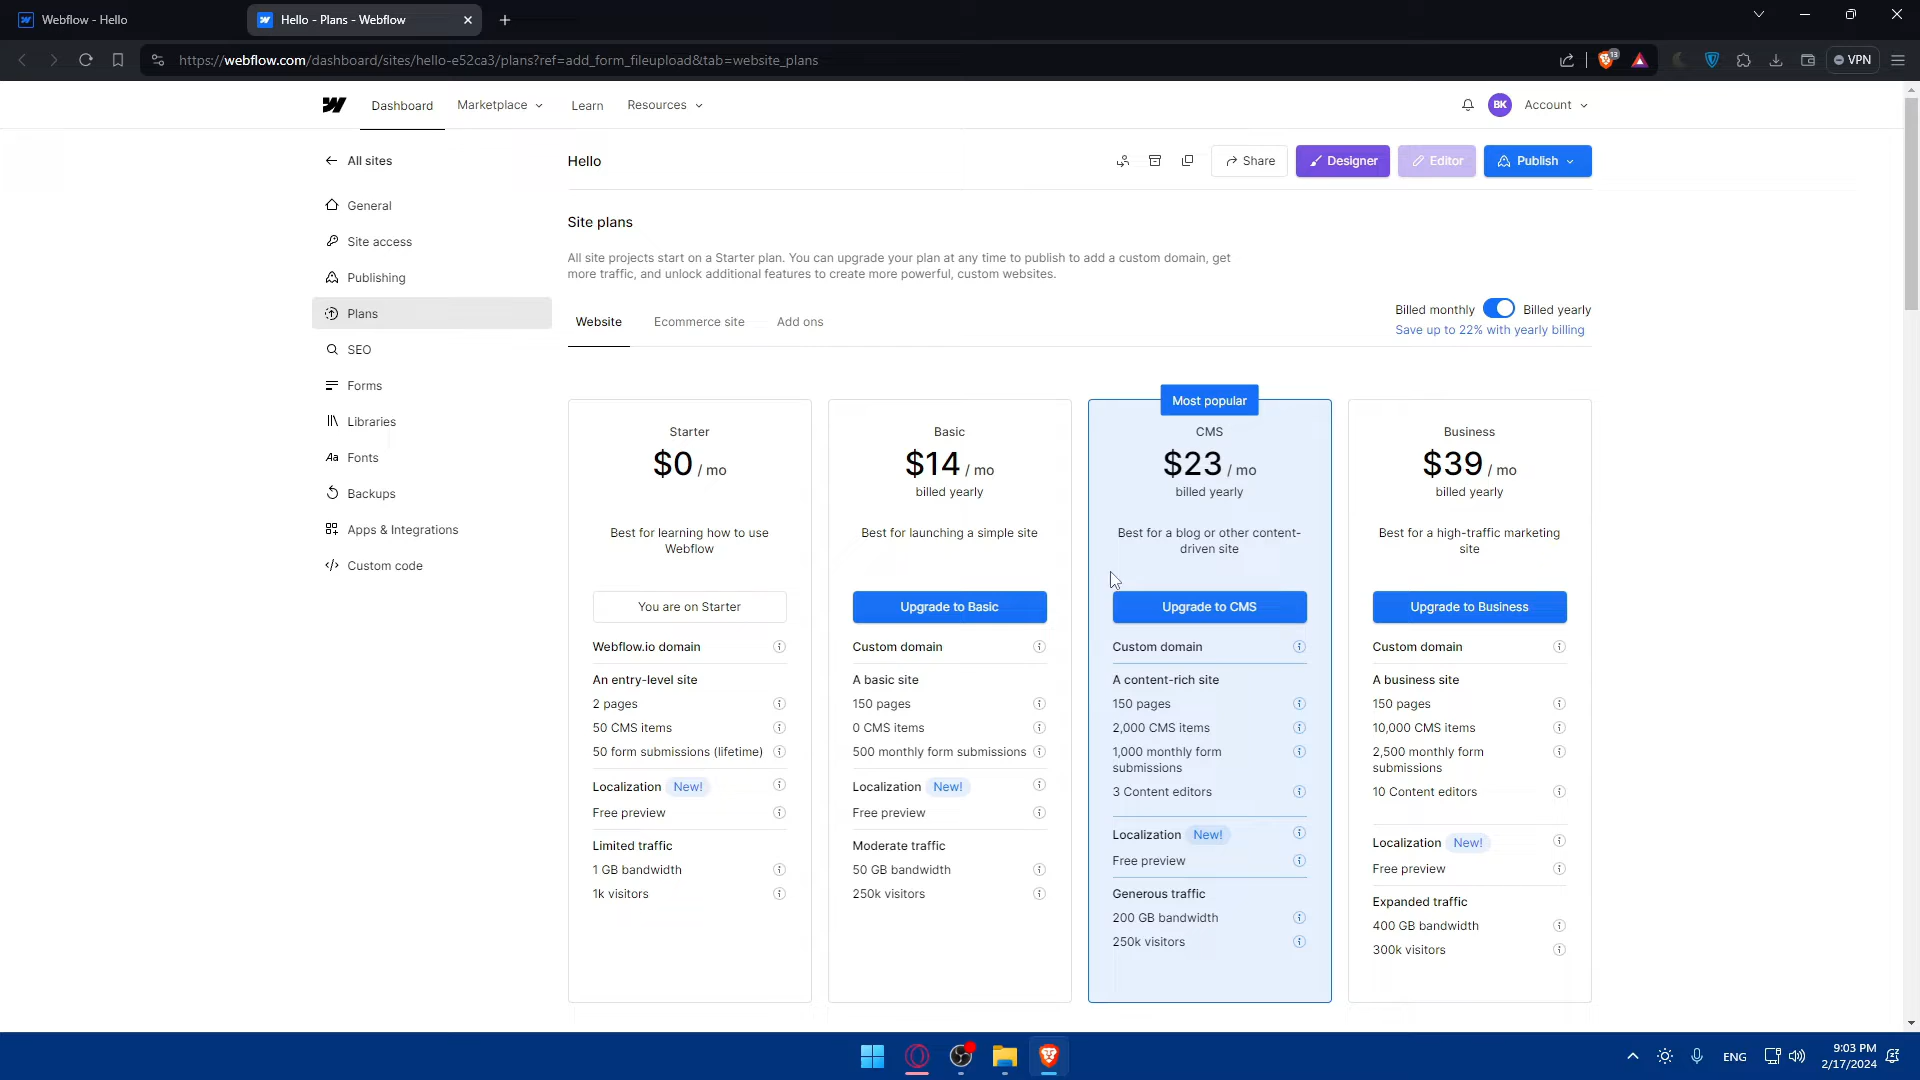 Webflow - Hello
Hello - Plans - Webflow
https://webflow.com/dashboard/sites/hello-e52ca3/plans?ref=add_form_fileupload&tab=website_plans
13
VPN
Dashboard
Marketplace
Learn
Resources
BK
Account
All sites
Hello
Share
Designer
Editor
Publish
General
Site access
Publishing
Plans
SEO
Forms
Libraries
Aa Fonts
Backups
Apps & Integrations
</> Custom code
Site plans
All site projects start on a Starter plan. You can upgrade your plan at any time to publish to add a custom domain, get
more traffic, and unlock additional features to create more powerful, custom websites.
Website
Ecommerce site
Add ons
Billed monthly
Billed yearly
Save up to 22% with yearly billing
Starter
$0 / mo
Best for learning how to use
Webflow
You are on Starter
Webflow.io domain
An entry-level site
2 pages
50 CMS items
50 form submissions (lifetime)
Localization New!
Free preview
Limited traffic
1 GB bandwidth
1k visitors
Basic
$14 / mo
billed yearly
Best for launching a simple site
Upgrade to Basic
Custom domain
A basic site
150 pages
0 CMS items
500 monthly form submissions
Localization New!
Free preview
Moderate traffic
50 GB bandwidth
250k visitors
Most popular
CMS
$23 / mo
billed yearly
Best for a blog or other content-
driven site
Upgrade to CMS
Custom domain
A content-rich site
150 pages
2,000 CMS items
1,000 monthly form
submissions
3 Content editors
Localization New!
Free preview
Generous traffic
200 GB bandwidth
250k visitors
Business
$39 / mo
billed yearly
Best for a high-traffic marketing
site
Upgrade to Business
Custom domain
A business site
150 pages
10,000 CMS items
2,500 monthly form
submissions
10 Content editors
Localization New!
Free preview
Expanded traffic
400 GB bandwidth
300k visitors
ENG
9:03 PM
2/17/2024